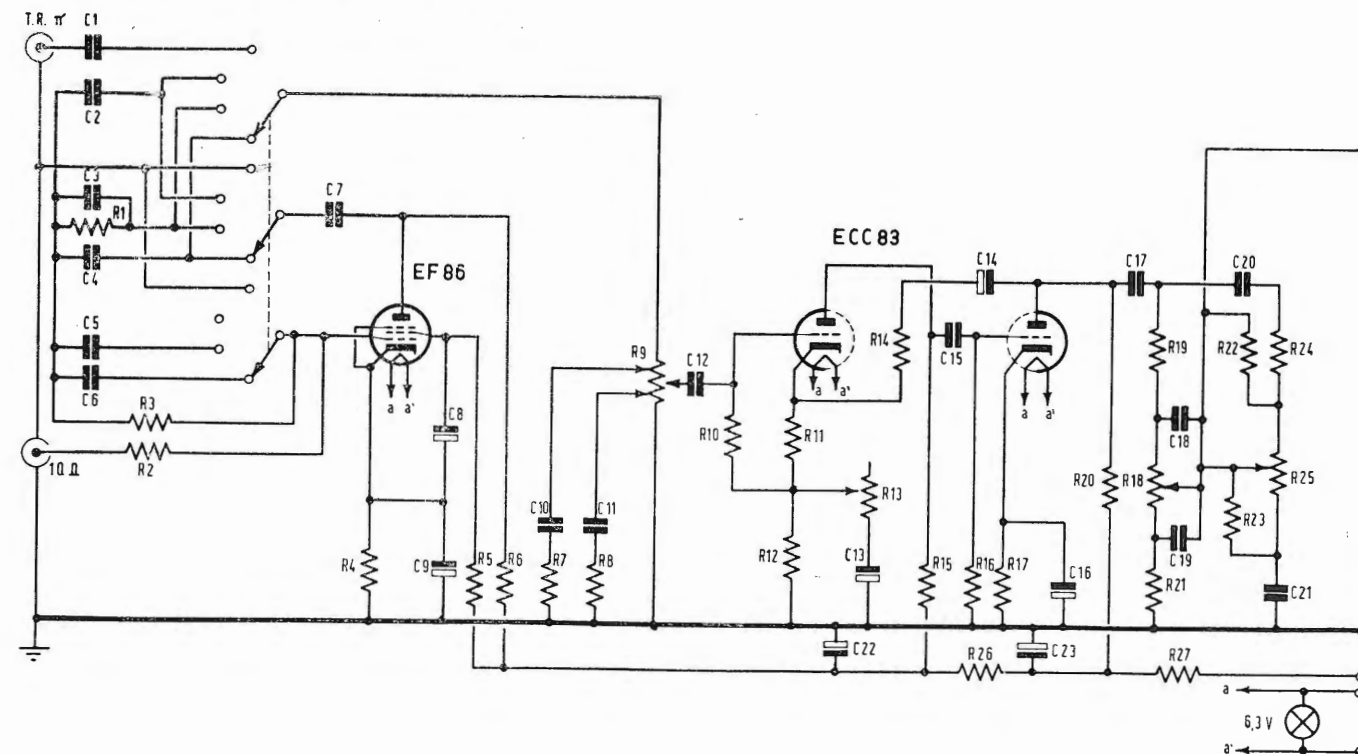 T.R. π C1
C2
C3
R1
C4
C5
C6
R3
R2
10 Ω
C7
EF86
C8
C9
R4
R5
R6
C10
R7
C11
R8
R9
C12
R10
ECC 83
R11
R12
R13
C13
R14
C14
C15
R15
R16
R17
C16
a a'
a a'
a a'
R20
C17
C20
R19
R22
R24
C18
R18
R25
C19
R23
R21
C21
C22
R26
C23
R27
a
6,3 V
a'